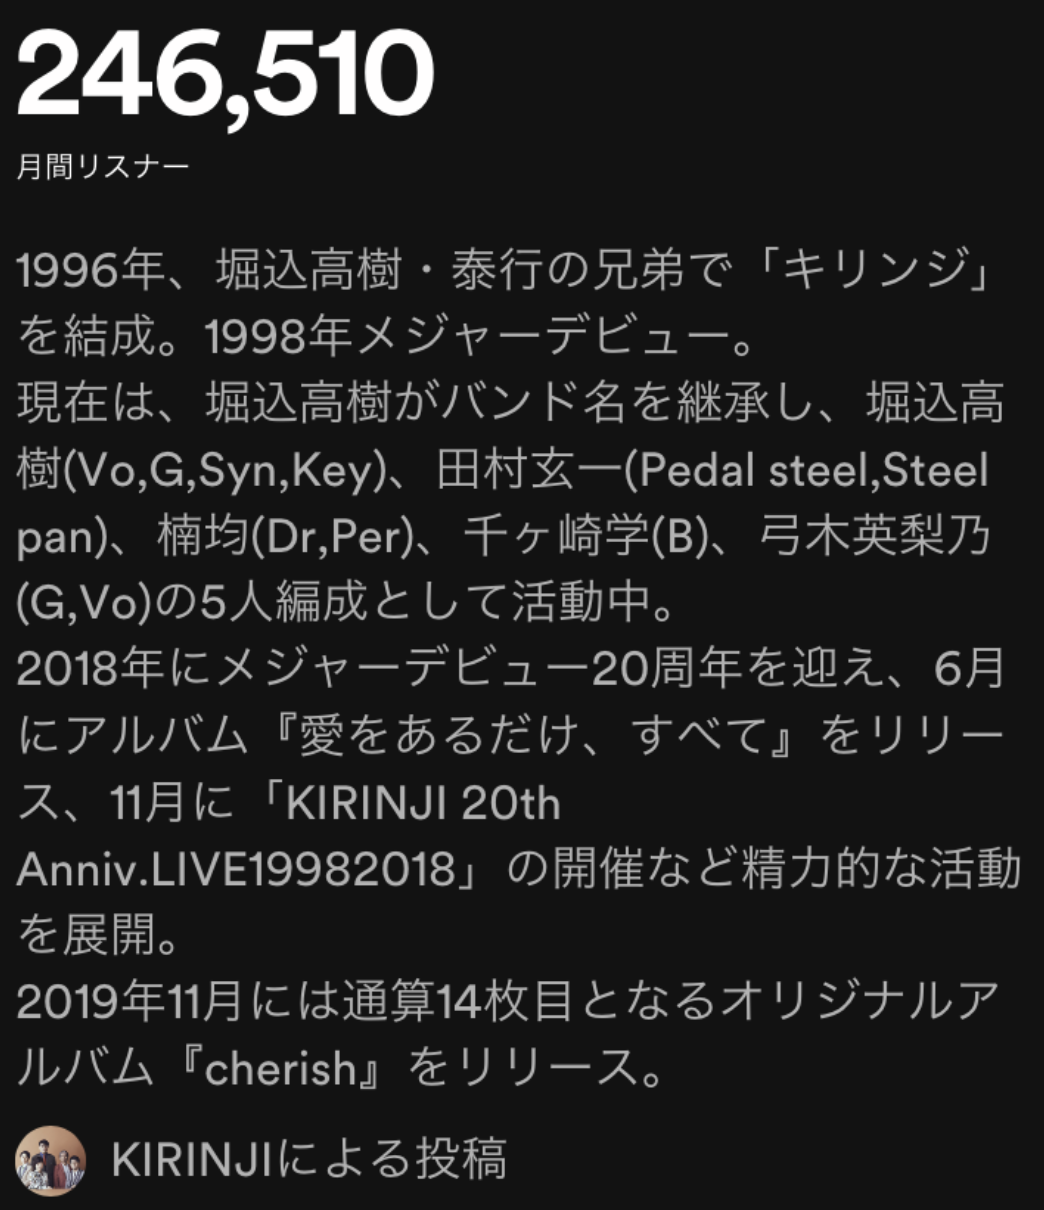 246,510
月間リスナー
1996年、堀込高樹・泰行の兄弟で「キリンジ」
を結成。1998年メジャーデビュー。
現在は、堀込高樹がバンド名を継承し、堀込高
樹(Vo,G,Syn,Key)、田村玄一(Pedal steel,Steel
pan)、楠均(Dr,Per)、千ヶ崎学(B)、弓木英梨乃
(G,Vo)の5人編成として活動中。
2018年にメジャーデビュー20周年を迎え、6月
にアルバム『愛をあるだけ、すべて』をリリー
ス、11月に「KIRINJI 20th
Anniv.LIVE19982018」の開催など精力的な活動
を展開。
2019年11月には通算14枚目となるオリジナルア
ルバム『cherish』をリリース。
KIRINJIによる投稿